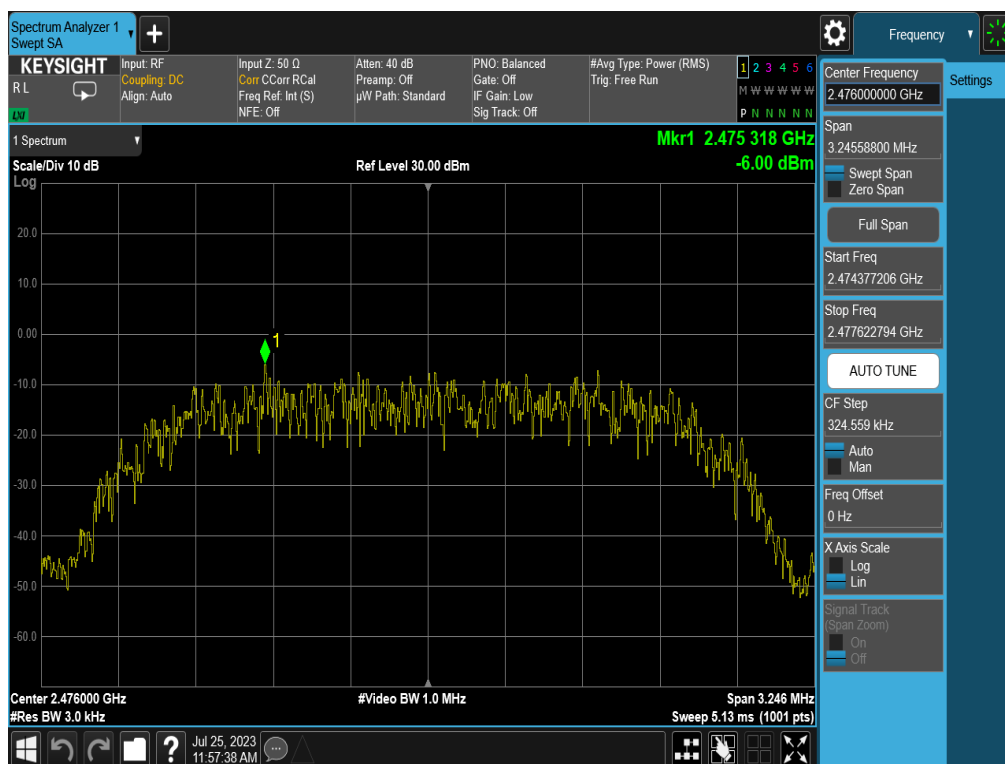 Spectrum Analyzer 1
Swept SA
+
Frequency
KEYSIGHT
R L
LXI
Input: RF
Coupling: DC
Align: Auto
Input Z: 50 Ω
Corr CCorr RCal
Freq Ref: Int (S)
NFE: Off
Atten: 40 dB
Preamp: Off
µW Path: Standard
PNO: Balanced
Gate: Off
IF Gain: Low
Sig Track: Off
#Avg Type: Power (RMS)
Trig: Free Run
1 2 3 4 5 6
M W W W W W
P N N N N N
1 Spectrum
Scale/Div 10 dB
Ref Level 30.00 dBm
Mkr1 2.475 318 GHz
-6.00 dBm
Log
20.0
10.0
0.00
-10.0
-20.0
-30.0
-40.0
-50.0
-60.0
1
Center 2.476000 GHz
#Res BW 3.0 kHz
#Video BW 1.0 MHz
Span 3.246 MHz
Sweep 5.13 ms (1001 pts)
Center Frequency
2.476000000 GHz
Settings
Span
3.24558800 MHz
Swept Span
Zero Span
Full Span
Start Freq
2.474377206 GHz
Stop Freq
2.477622794 GHz
AUTO TUNE
CF Step
324.559 kHz
Auto
Man
Freq Offset
0 Hz
X Axis Scale
Log
Lin
Signal Track
(Span Zoom)
On
Off
?
Jul 25, 2023
11:57:38 AM